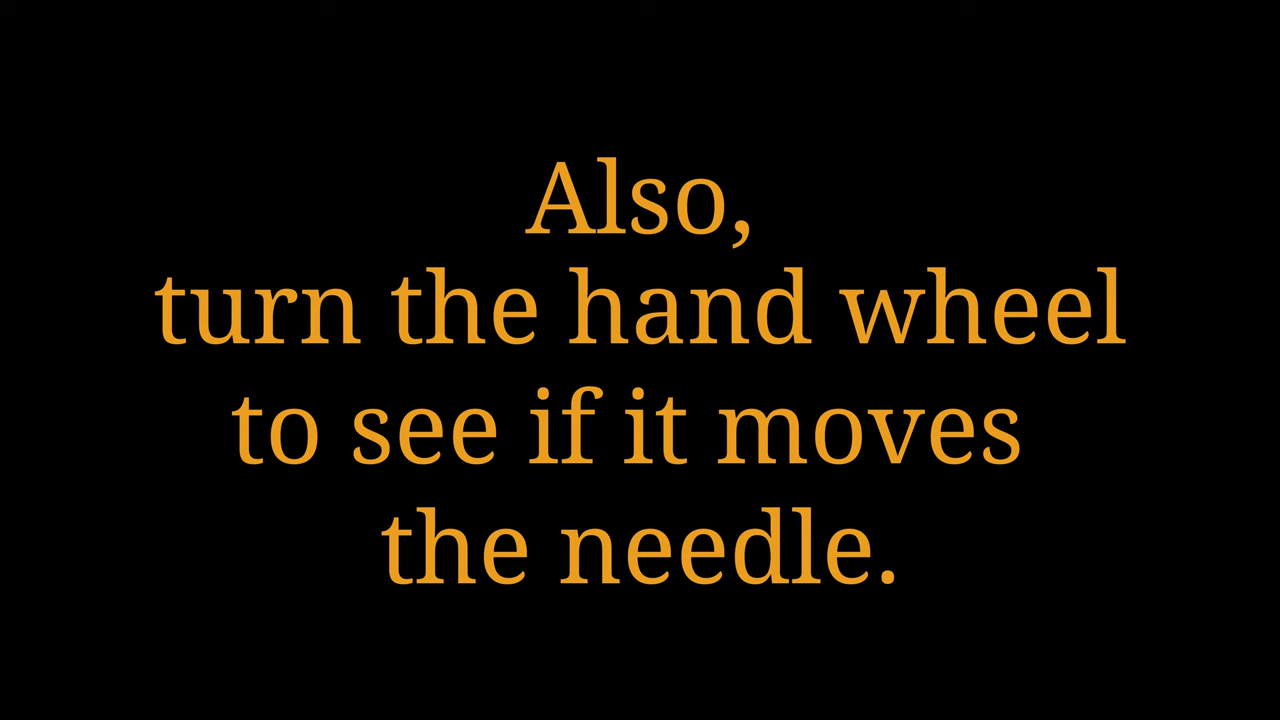 Also,
turn the hand wheel
to see if it moves
the needle.